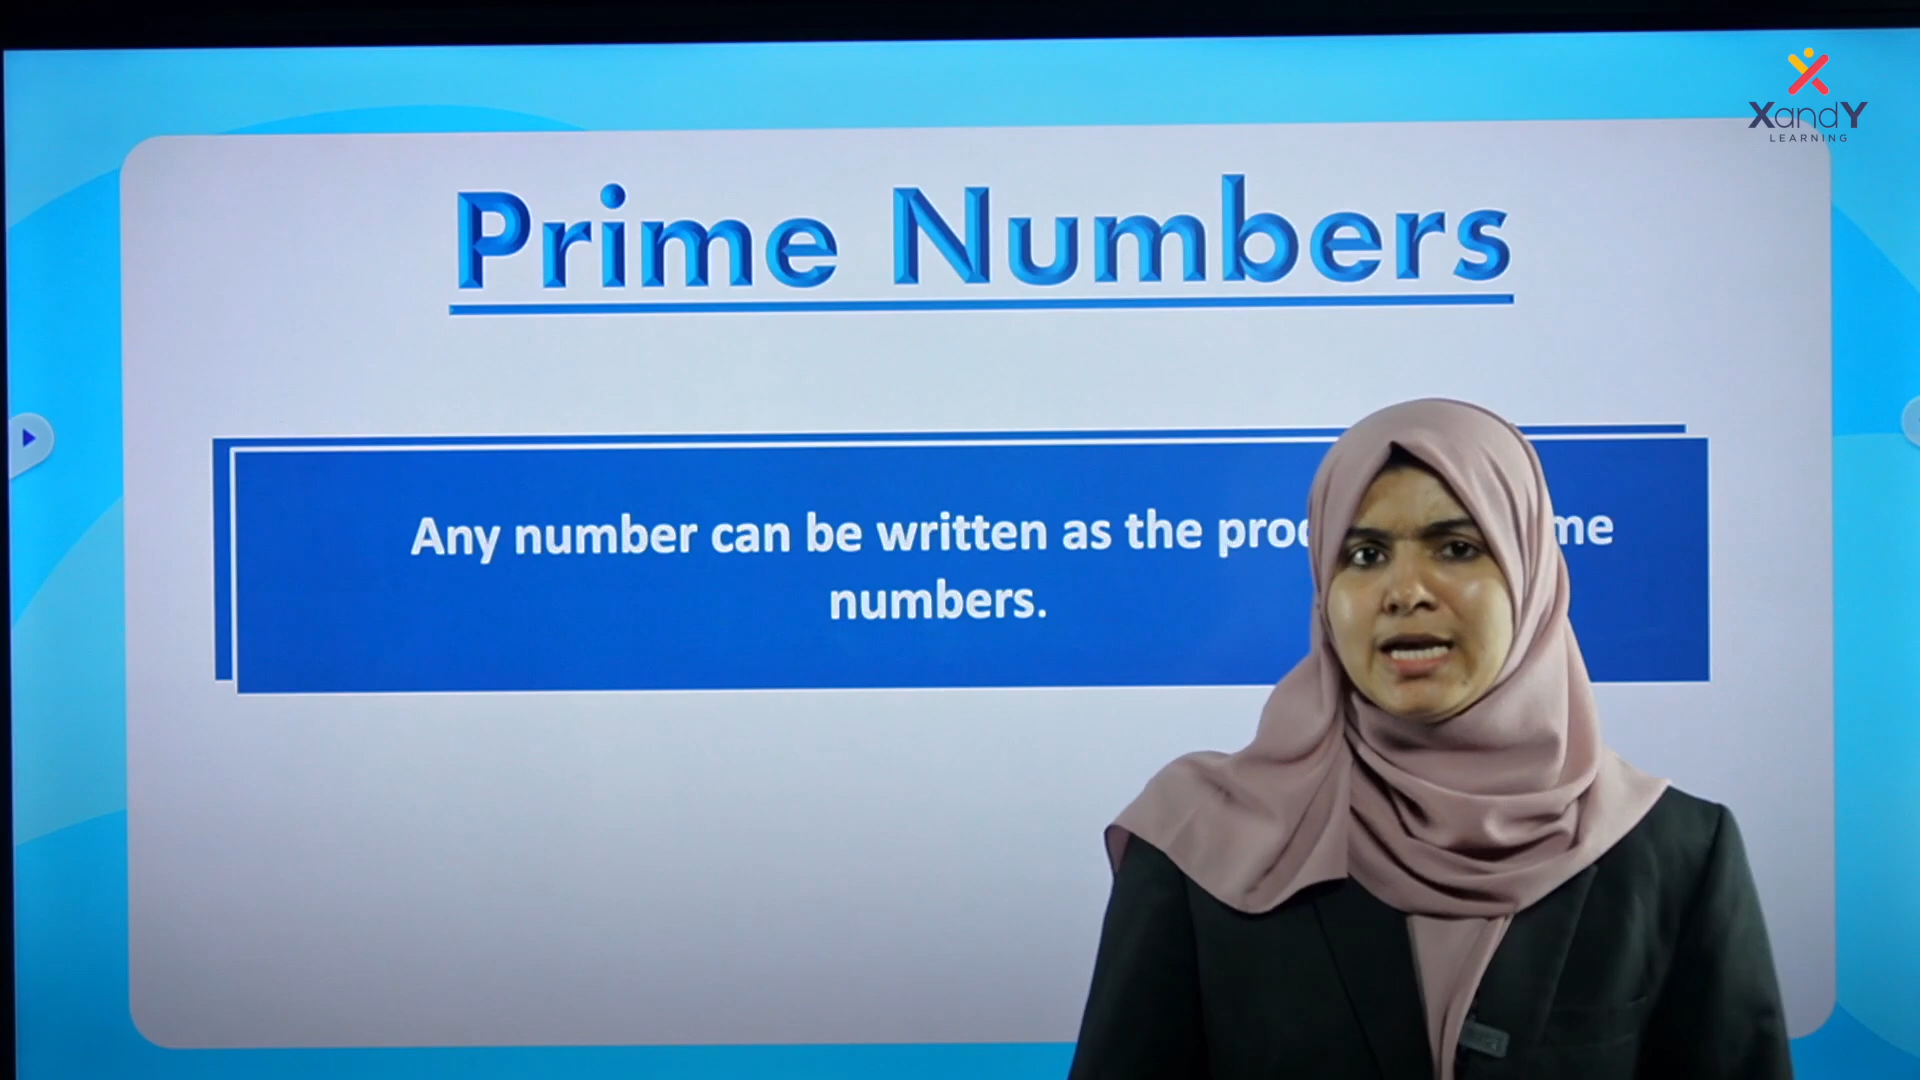 XandY
LEARNING
Prime Numbers
Any number can be written as the
numbers.